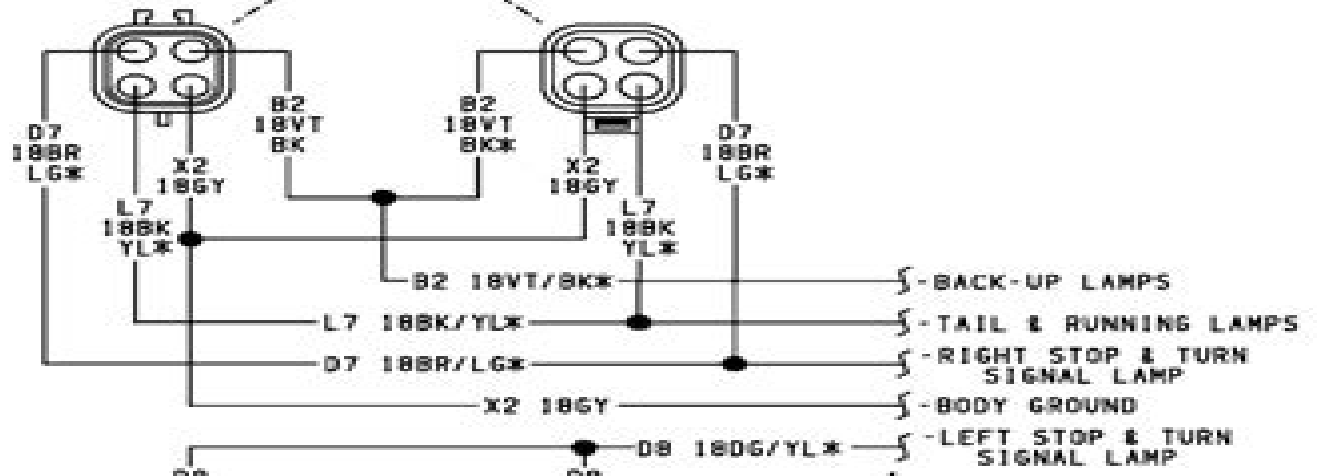 B2
18VT
BK
B2
18VT
BK*
D7
18BR
LG*
D7
18BR
LG*
X2
18GY
X2
18GY
L7
18BK
YL*
L7
18BK
YL*
B2 18VT/BK*
-BACK-UP LAMPS
L7 18BK/YL*
-TAIL & RUNNING LAMPS
D7 18BR/LG*
-RIGHT STOP & TURN
SIGNAL LAMP
X2 18GY
-BODY GROUND
D8 18DG/YL*
-LEFT STOP & TURN
SIGNAL LAMP
D8
D8